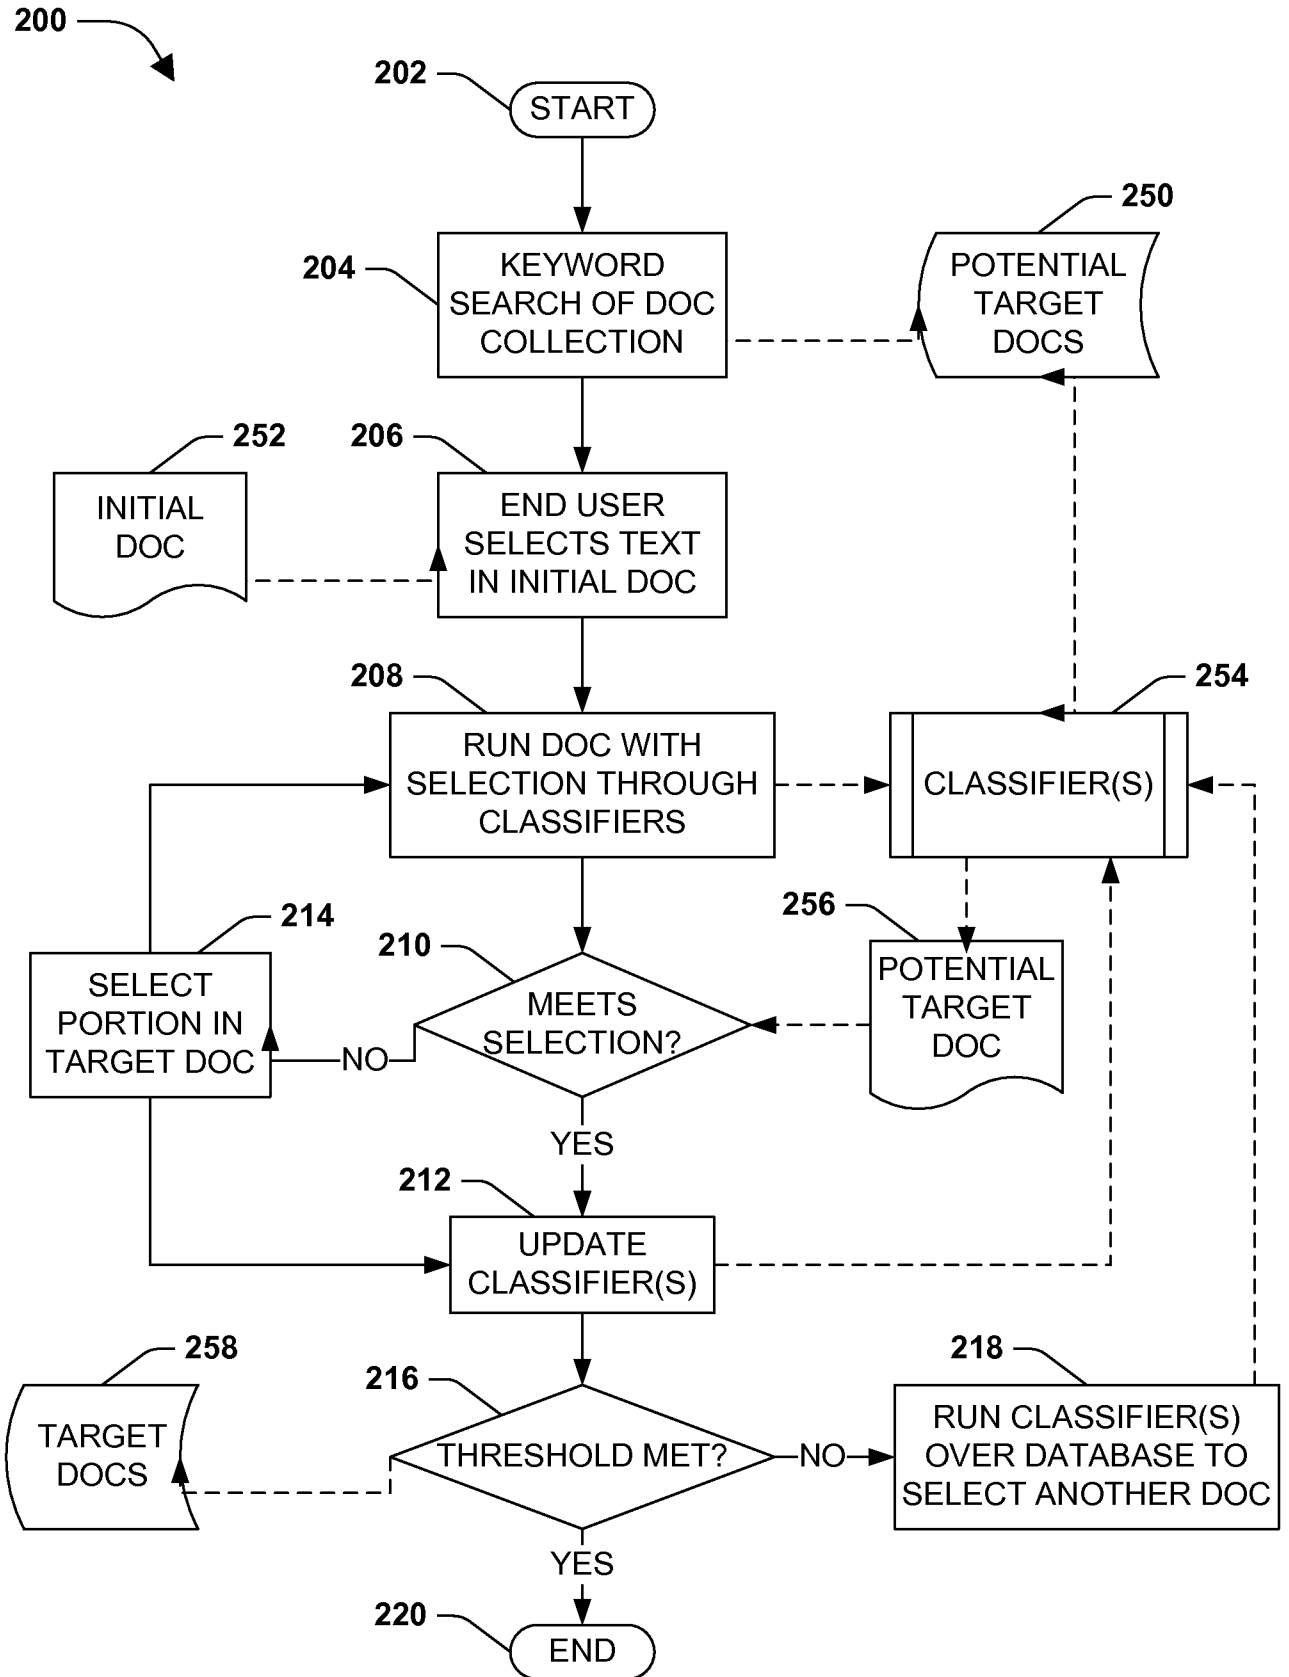 200
202
START
250
204
KEYWORD
SEARCH OF DOC
COLLECTION
POTENTIAL
TARGET
DOCS
252
206
INITIAL
DOC
END USER
SELECTS TEXT
IN INITIAL DOC
208
254
RUN DOC WITH
SELECTION THROUGH
CLASSIFIERS
CLASSIFIER(S)
256
214
210
SELECT
PORTION IN
TARGET DOC
NO
MEETS
SELECTION?
POTENTIAL
TARGET
DOC
YES
212
UPDATE
CLASSIFIER(S)
258
216
218
TARGET
DOCS
THRESHOLD MET?
NO
RUN CLASSIFIER(S)
OVER DATABASE TO
SELECT ANOTHER DOC
YES
220
END